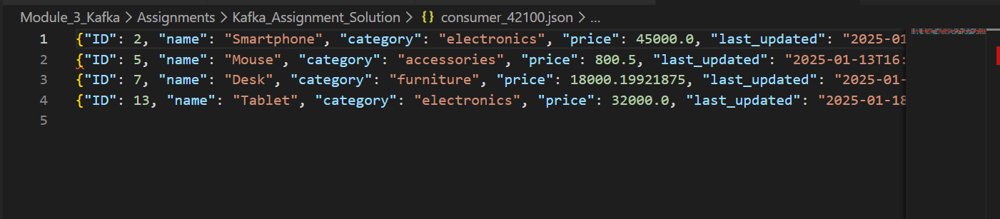 Module_3_Kafka > Assignments > Kafka_Assignment_Solution > {} consumer_42100.json > ...
1 {"ID": 2, "name": "Smartphone", "category": "electronics", "price": 45000.0, "last_updated": "2025-01
2 {"ID": 5, "name": "Mouse", "category": "accessories", "price": 800.5, "last_updated": "2025-01-13T16:
3 {"ID": 7, "name": "Desk", "category": "furniture", "price": 18000.19921875, "last_updated": "2025-01-
4 {"ID": 13, "name": "Tablet", "category": "electronics", "price": 32000.0, "last_updated": "2025-01-18
5